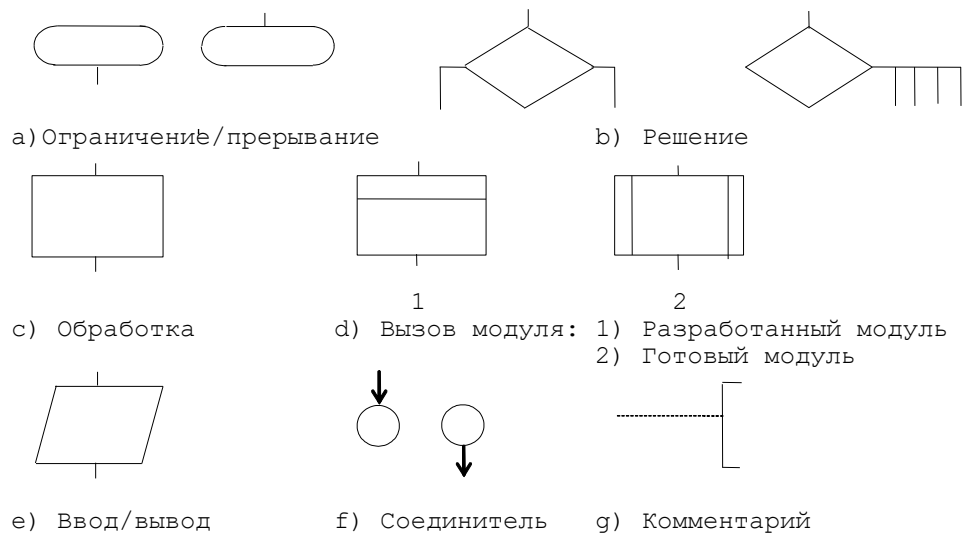 a)Ограничение/прерывание
b) Решение
1
2
c) Обработка
d) Вызов модуля: 1) Разработанный модуль
2) Готовый модуль
e) Ввод/вывод
f) Соединитель
g) Комментарий